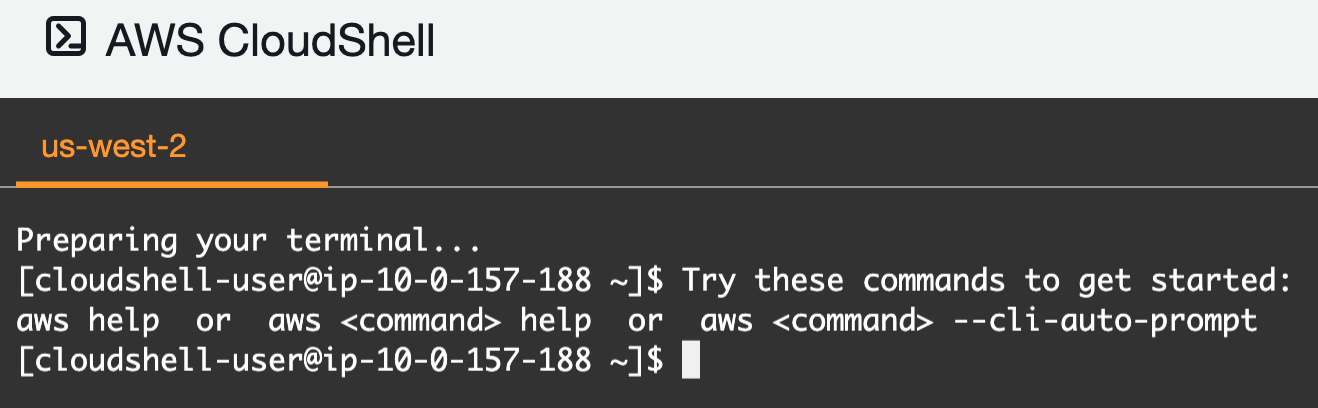 AWS CloudShell
us-west-2
Preparing your terminal...
[cloudshell-user@ip-10-0-157-188 ~]$ Try these commands to get started:
aws help  or  aws <command> help  or  aws <command> --cli-auto-prompt
[cloudshell-user@ip-10-0-157-188 ~]$